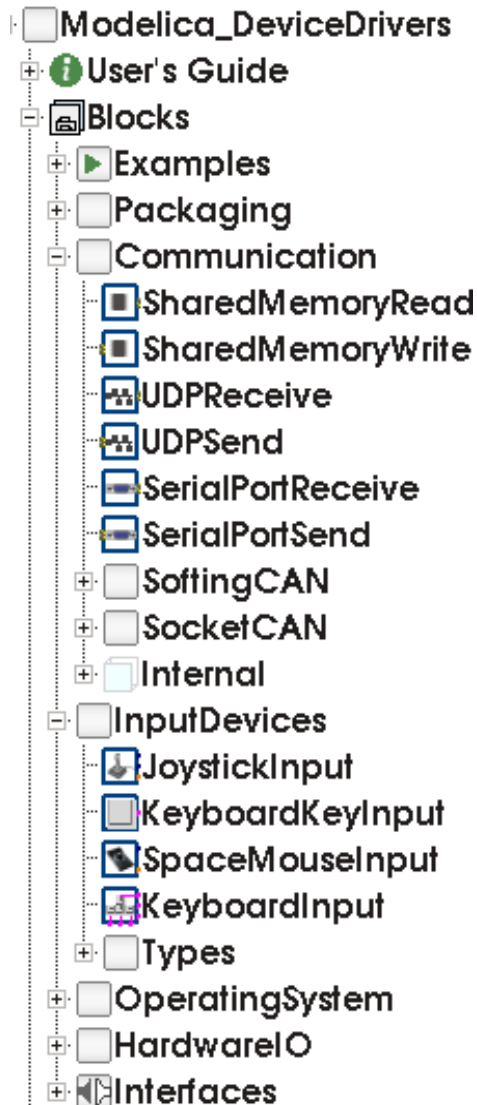 Modelica_DeviceDrivers
User's Guide
Blocks
Examples
Packaging
Communication
SharedMemoryRead
SharedMemoryWrite
UDPReceive
UDPSend
SerialPortReceive
SerialPortSend
SoftingCAN
SocketCAN
Internal
InputDevices
JoystickInput
KeyboardKeyInput
SpaceMouseInput
KeyboardInput
Types
OperatingSystem
HardwareIO
Interfaces